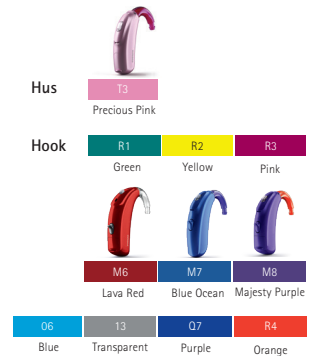 Hus
T3
Precious Pink
Hook
R1 R2 R3
Green Yellow Pink
M6 M7 M8
Lava Red Blue Ocean Majesty Purple
06 13 Q7 R4
Blue Transparent Purple Orange